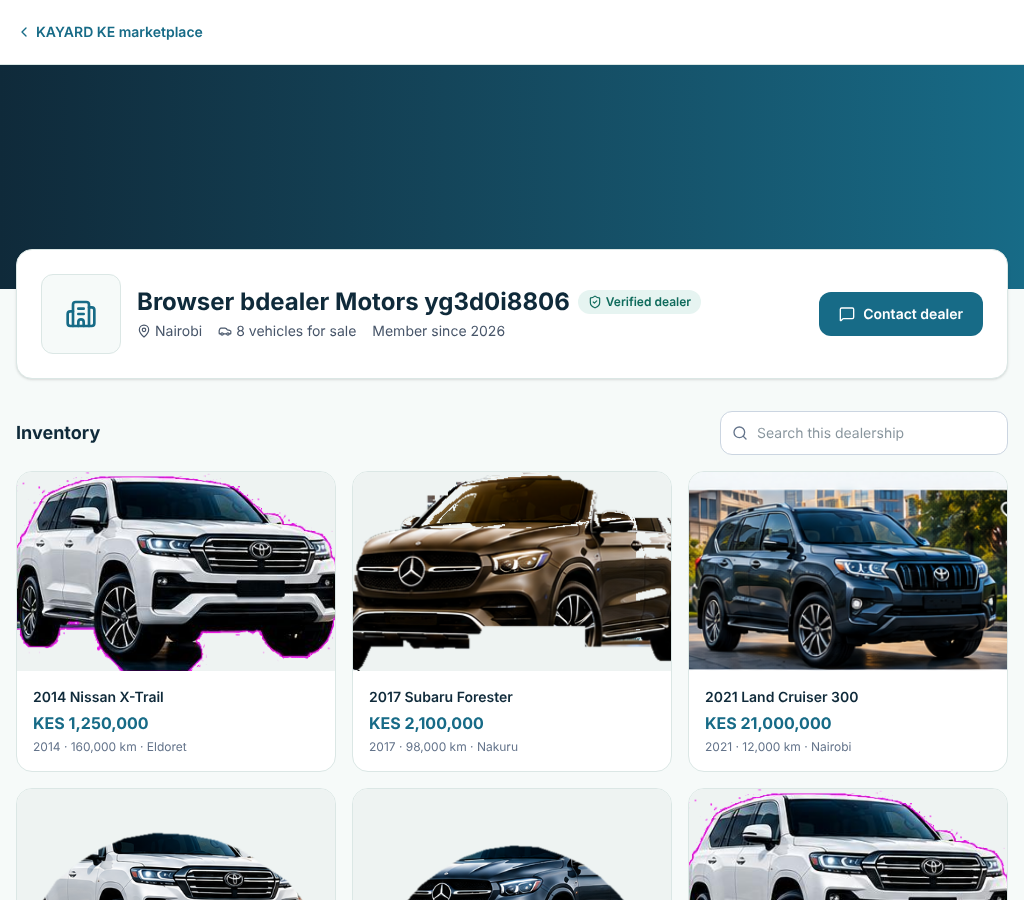 KAYARD KE marketplace
Browser bdealer Motors yg3d0i8806
Verified dealer
Nairobi
8 vehicles for sale
Member since 2026
Contact dealer
Inventory
Search this dealership
2014 Nissan X-Trail
KES 1,250,000
2014 · 160,000 km · Eldoret
2017 Subaru Forester
KES 2,100,000
2017 · 98,000 km · Nakuru
2021 Land Cruiser 300
KES 21,000,000
2021 · 12,000 km · Nairobi